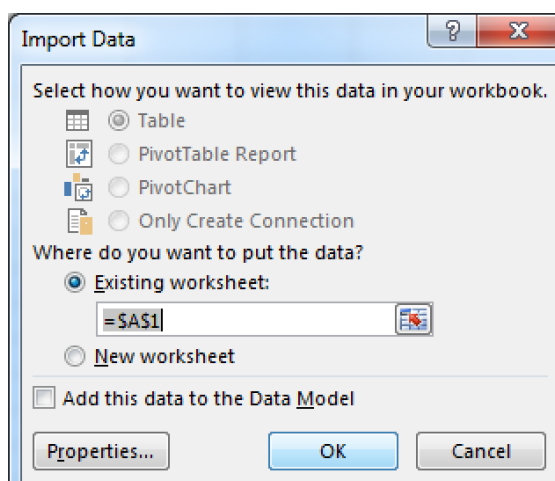 Import Data
Select how you want to view this data in your workbook.
Table
PivotTable Report
PivotChart
Only Create Connection
Where do you want to put the data?
Existing worksheet:
=$A$1
New worksheet
Add this data to the Data Model
Properties... OK Cancel